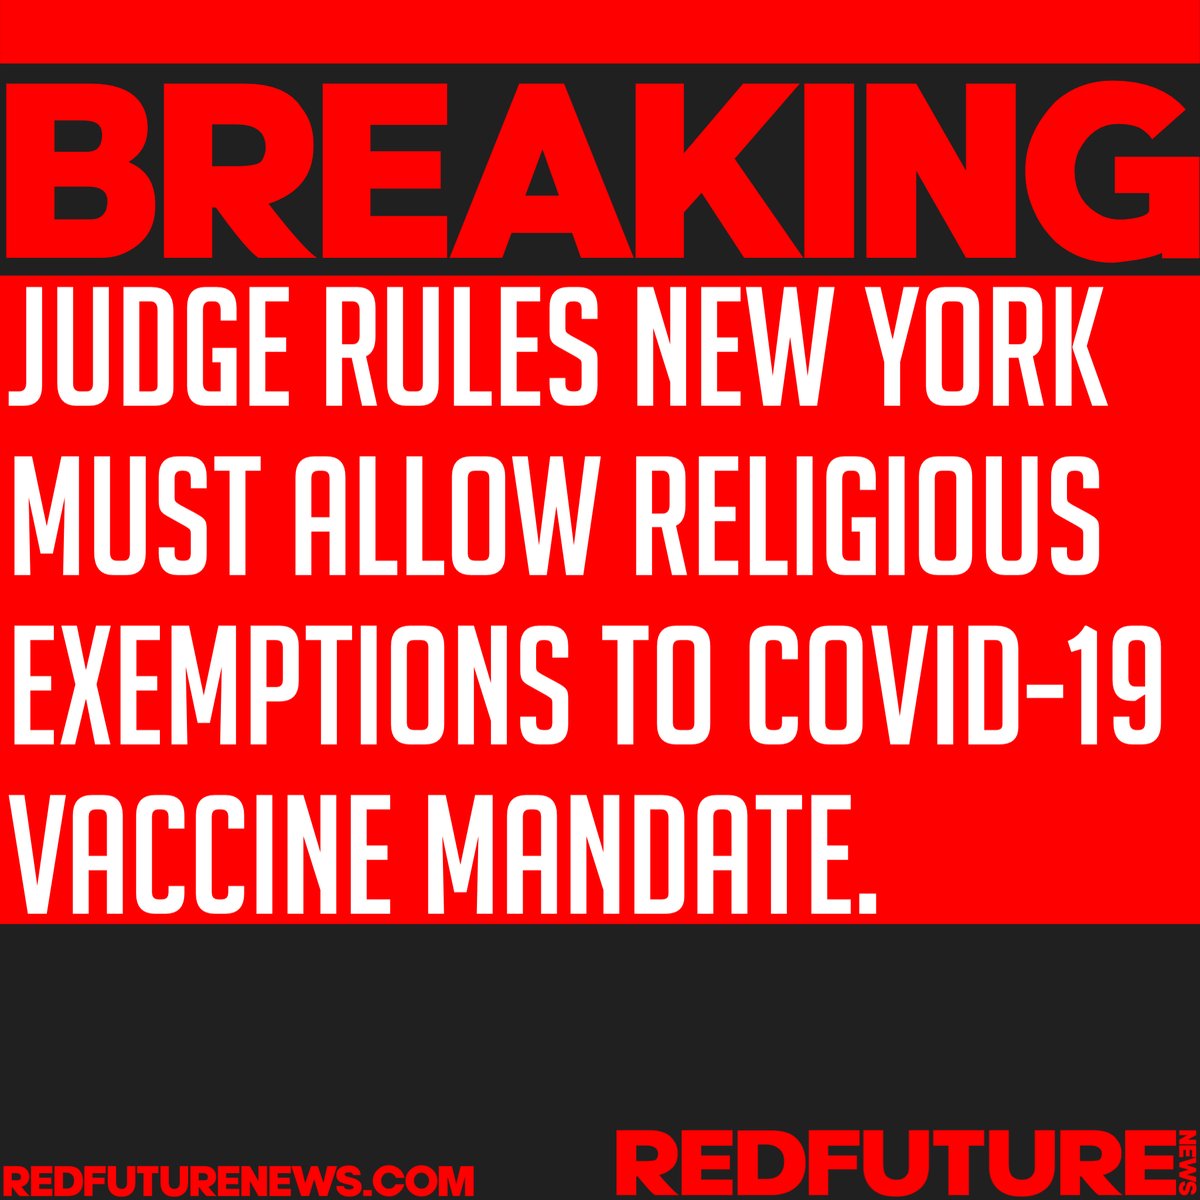 BREAKING
JUDGE RULES NEW YORK
MUST ALLOW RELIGIOUS
EXEMPTIONS TO COVID-19
VACCINE MANDATE.
REDFUTURENEWS.COM
REDFUTURE NEWS